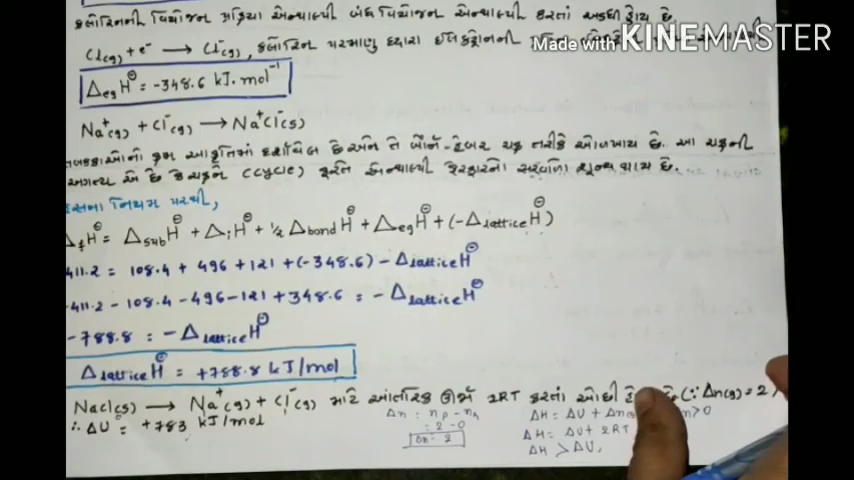 ક્લોરિનની વિયોજન પ્રક્રિયા એન્થાલ્પી બંધ વિયોજન એન્થાલ્પી કરતાં અડધી હોય છે
Cl(g) + e⁻ → Cl⁻(g), ક્લોરિન પરમાણુ દ્વારા ઈલેક્ટ્રોનની
Made with KINEMASTER
ΔegH⊖ = -348.6 kJ.mol⁻¹
Na⁺(g) + Cl⁻(g) → Na⁺Cl⁻(s)
ક્રમ આકૃતિમાં દર્શાવેલ છે અને તે બોર્ન-હેબર ચક્ર તરીકે ઓળખાય છે. આ ચક્રની
અગત્ય એ છે કે ચક્રને (cycle) ફક્ત એન્થાલ્પી ફેરફારનો સરવાળો શૂન્ય થાય છે.
નિયમ પરથી,
ΔfH⊖ = ΔsubH⊖ + ΔiH⊖ + 1/2 ΔbondH⊖ + ΔegH⊖ + (-ΔlatticeH⊖)
411.2 = 108.4 + 496 + 121 + (-348.6) - ΔlatticeH⊖
-411.2 - 108.4 - 496 - 121 + 348.6 = - ΔlatticeH⊖
-788.8 = - ΔlatticeH⊖
ΔlatticeH⊖ = +788.8 kJ/mol
NaCl(s) → Na⁺(g) + Cl⁻(g) માટે આંતરિક ઊર્જા 2RT કરતાં ઓછી (∵ Δn(g) = 2)
∴ ΔU = +783 kJ/mol
Δn = np - nR
= 2 - 0
Δn = 2
ΔH = ΔU + Δn
n>0
ΔH = ΔU + 2RT
ΔH > ΔU,